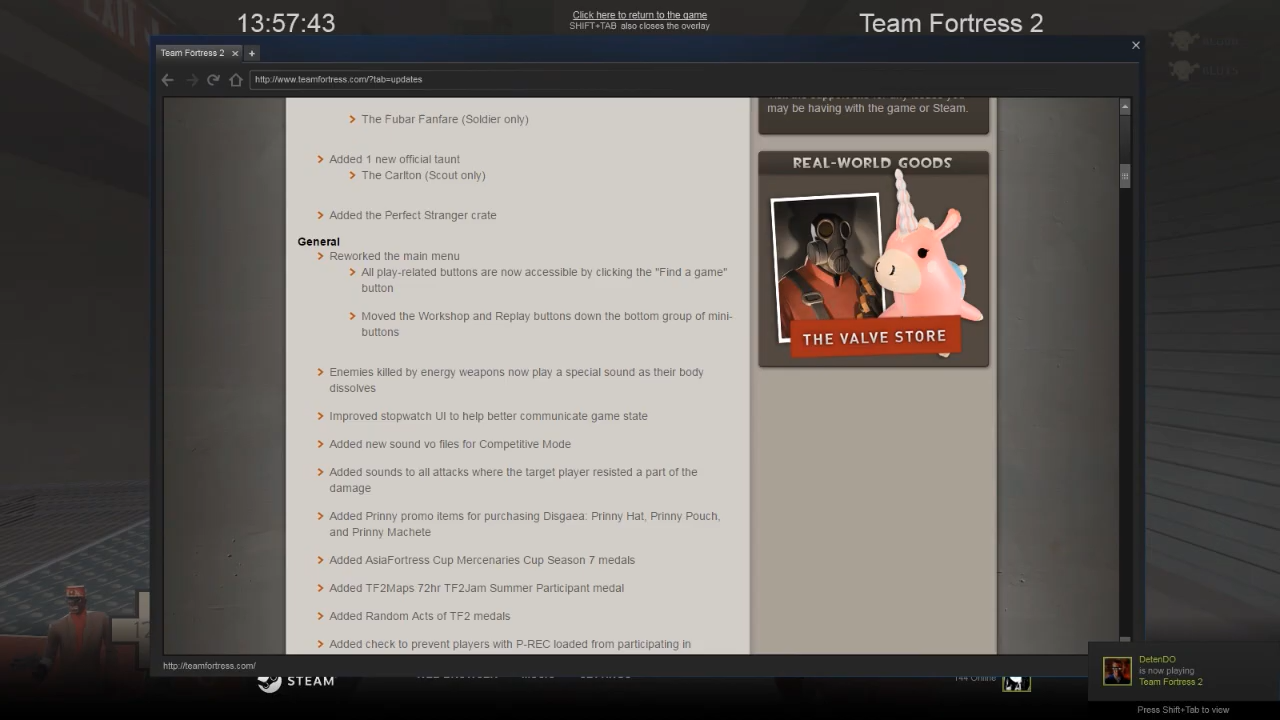 13:57:43
Click here to return to the game
SHIFT+TAB also closes the overlay
Team Fortress 2
Team Fortress 2
http://www.teamfortress.com/?tab=updates
The Fubar Fanfare (Soldier only)
Added 1 new official taunt
The Carlton (Scout only)
Added the Perfect Stranger crate
General
Reworked the main menu
All play-related buttons are now accessible by clicking the "Find a game"
button
Moved the Workshop and Replay buttons down the bottom group of mini-
buttons
Enemies killed by energy weapons now play a special sound as their body
dissolves
Improved stopwatch UI to help better communicate game state
Added new sound vo files for Competitive Mode
Added sounds to all attacks where the target player resisted a part of the
damage
Added Prinny promo items for purchasing Disgaea: Prinny Hat, Prinny Pouch,
and Prinny Machete
Added AsiaFortress Cup Mercenaries Cup Season 7 medals
Added TF2Maps 72hr TF2Jam Summer Participant medal
Added Random Acts of TF2 medals
Added check to prevent players with P-REC loaded from participating in
may be having with the game or Steam.
REAL-WORLD GOODS
THE VALVE STORE
http://teamfortress.com/
STEAM
144 Online
DetenDO
is now playing
Team Fortress 2
Press Shift+Tab to view
EXIT